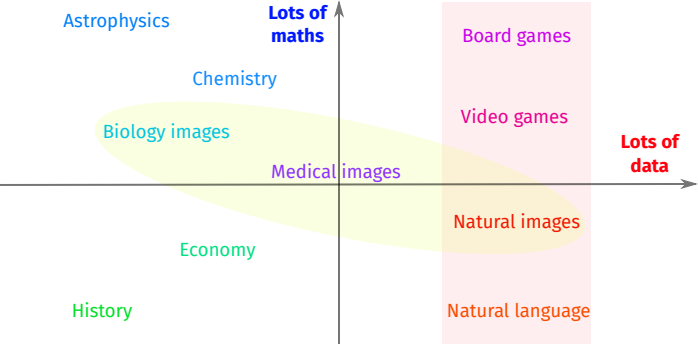 Astrophysics
Lots of
maths
Board games
Chemistry
Video games
Biology images
Lots of
data
Medical images
Natural images
Economy
History
Natural language